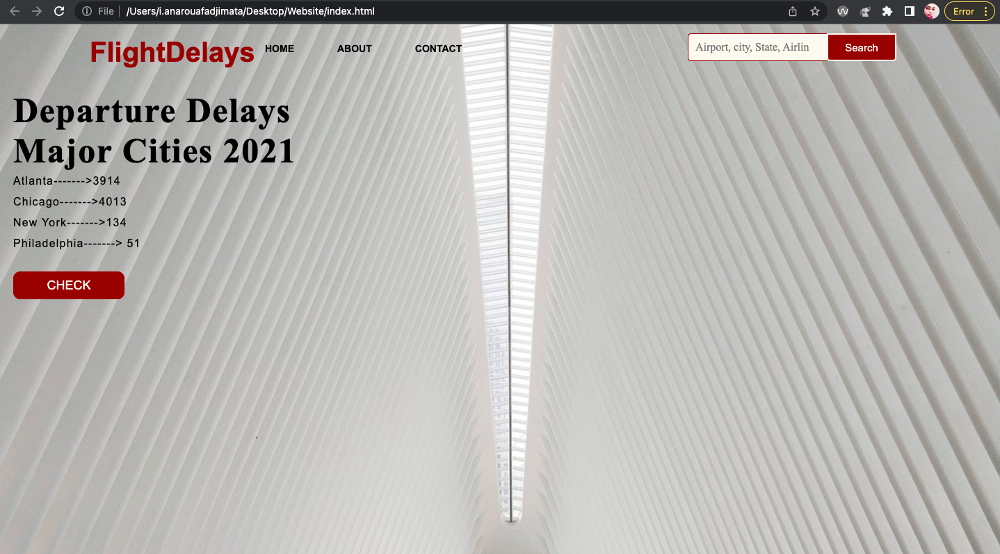 File /Users/i.anarouafadjimata/Desktop/Website/index.html Error
FlightDelays HOME ABOUT CONTACT Airport, city, State, Airlin Search
Departure Delays
Major Cities 2021
Atlanta------->3914
Chicago------->4013
New York------->134
Philadelphia-------> 51
CHECK